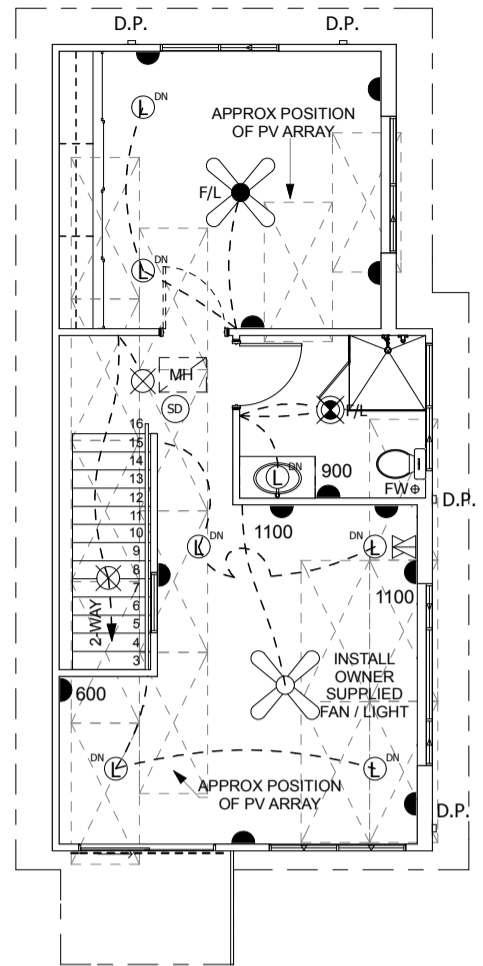 D.P.
D.P.
DN
L
APPROX POSITION
OF PV ARRAY
F/L
DN
L
MH
SD
F/L
16
15
14
13
12
11
10
9
8
7
6
5
4
3
2-WAY
DN
L
900
FW
D.P.
1100
DN
L
DN
L
1100
600
INSTALL
OWNER
SUPPLIED
FAN / LIGHT
DN
L
DN
L
APPROX POSITION
OF PV ARRAY
D.P.